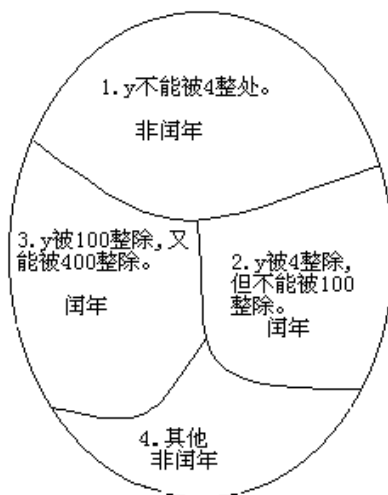 1.y不能被4整处。
非闰年
3.y被100整除,又
能被400整除。
闰年
2.y被4整除,
但不能被100
整除。
闰年
4.其他
非闰年